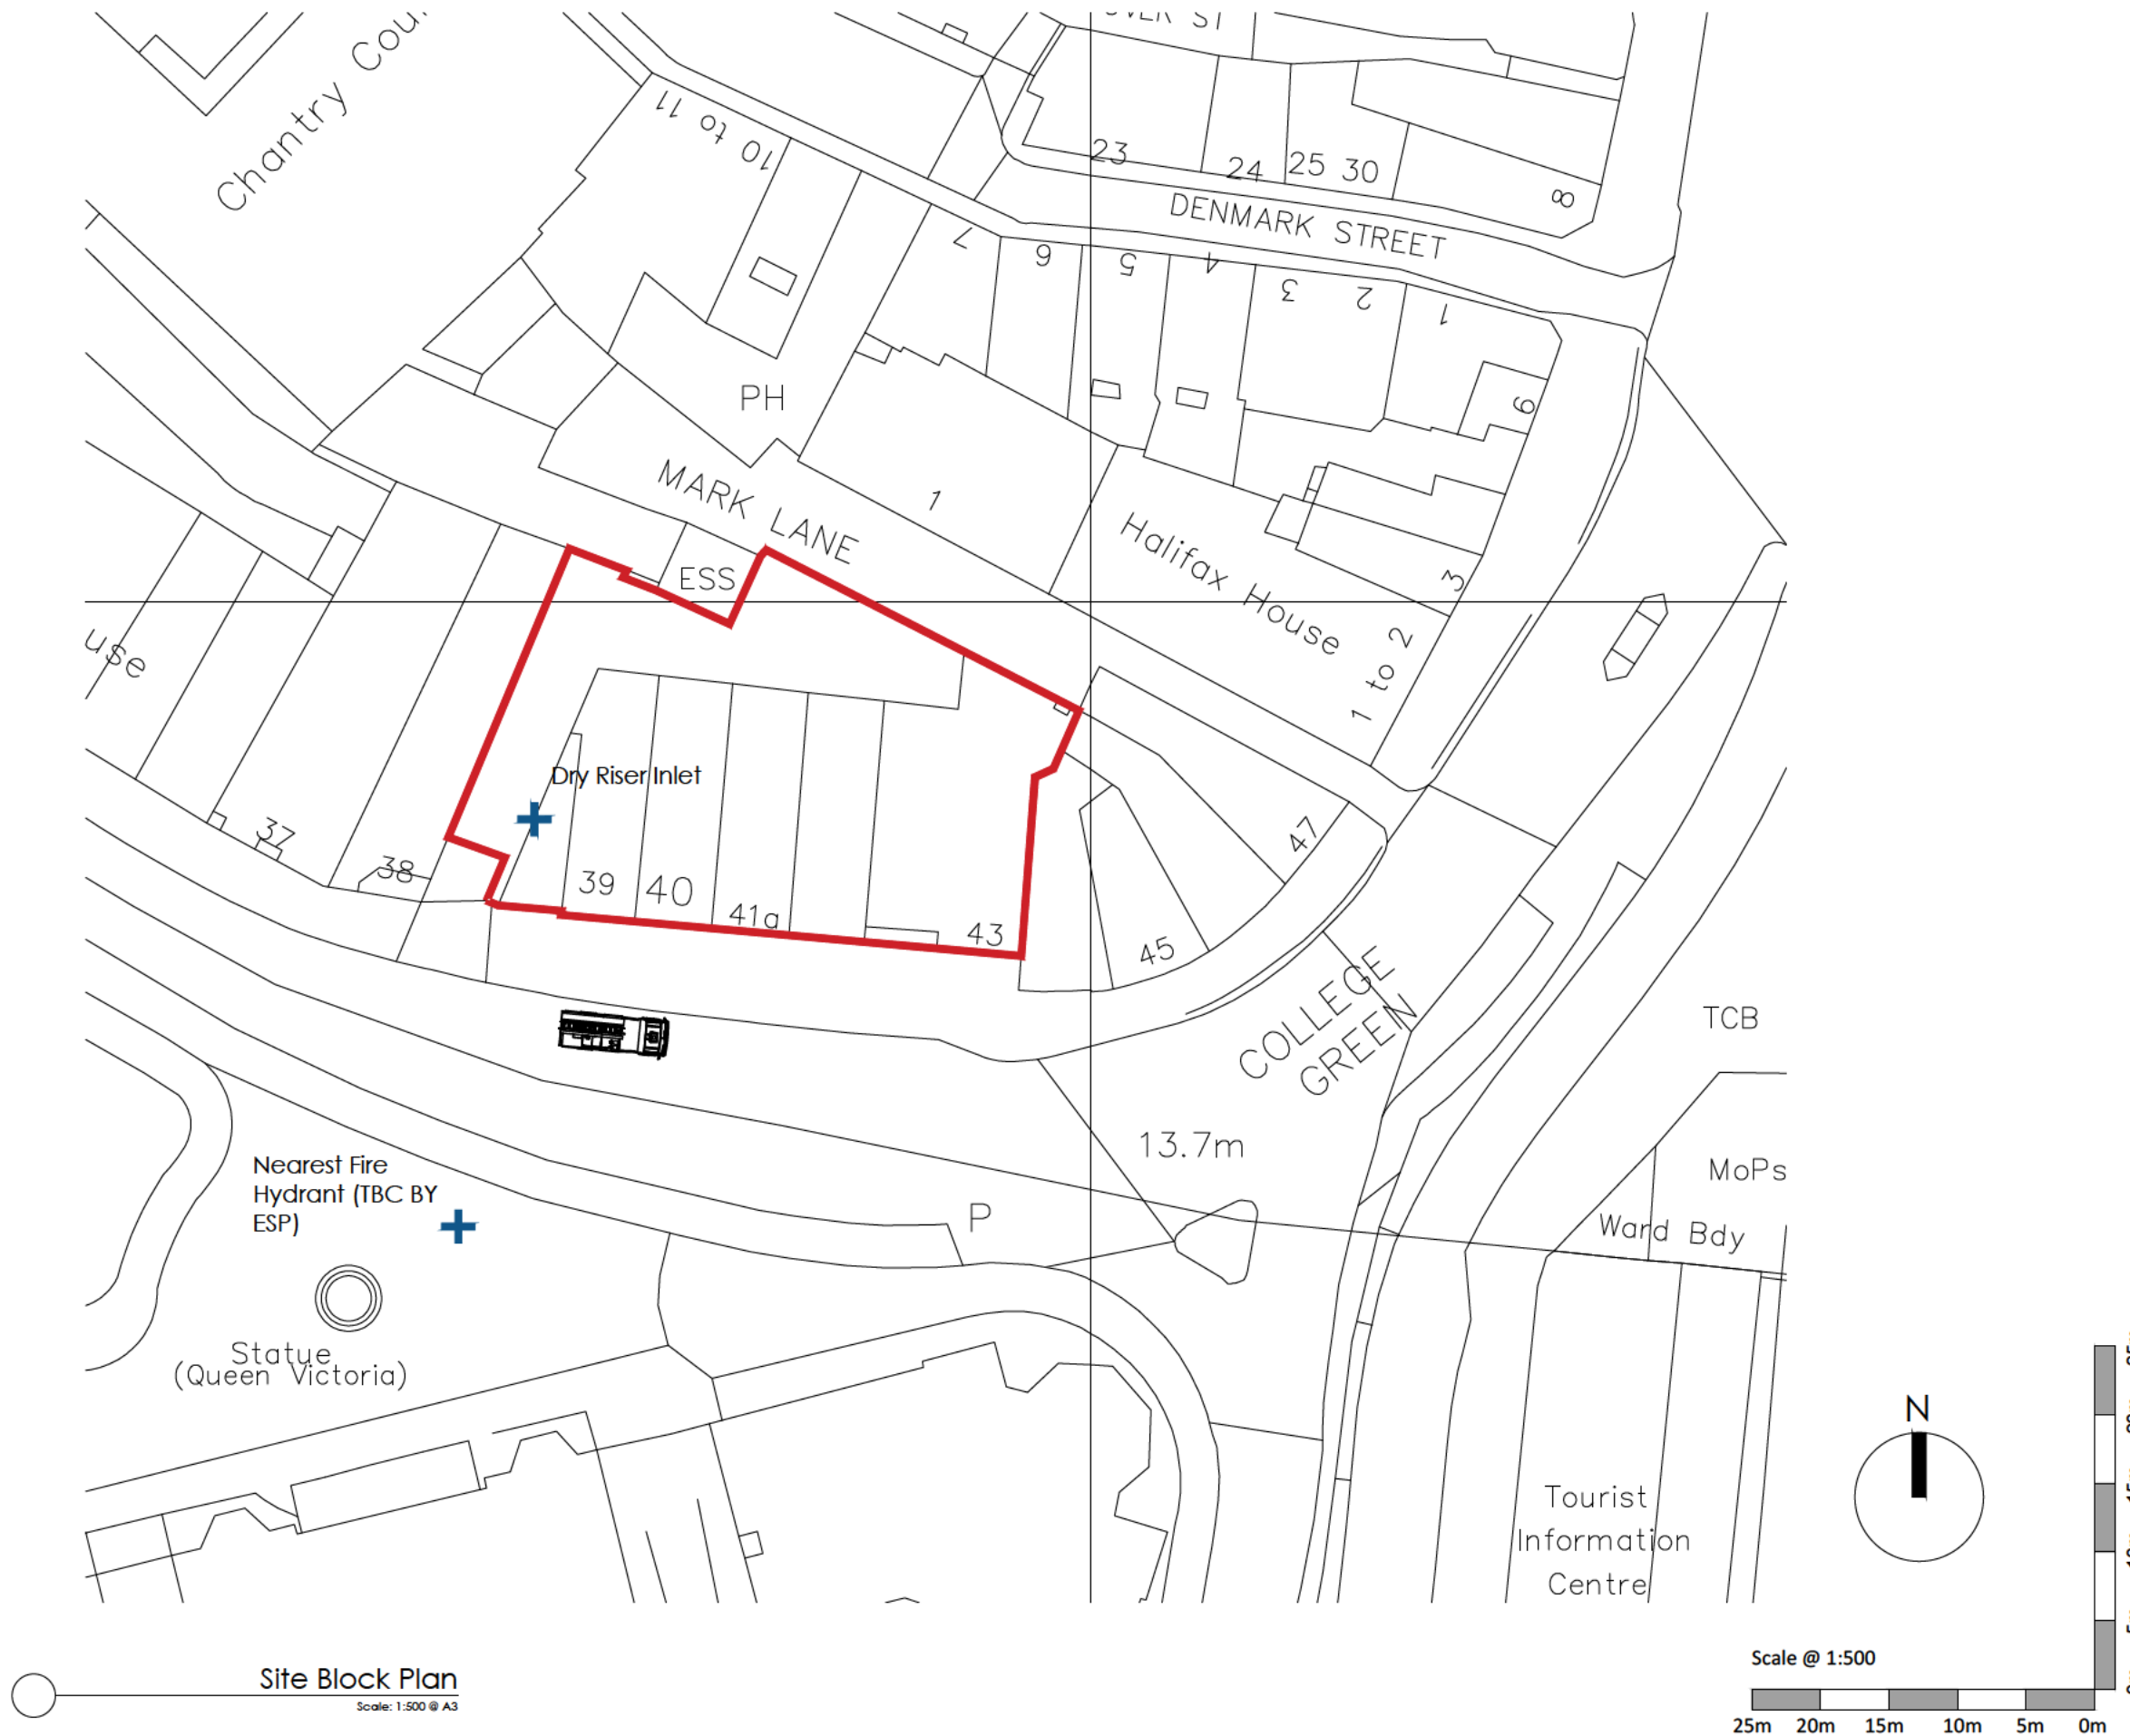 Chantry
10 to 11
23
24
25 30
8
DENMARK STREET
7
6
5
4
3
2
1
9
PH
MARK LANE
1
Halifax House
ESS
3
1 to 2
use
Dry Riser Inlet
37
38
39
40
41a
43
45
47
COLLEGE
GREEN
TCB
13.7m
MoPs
Nearest Fire
Hydrant (TBC BY
ESP)
P
Ward Bdy
Statue
(Queen Victoria)
N
Tourist
Information
Centre
Site Block Plan
Scale: 1:500 @ A3
Scale @ 1:500
25m 20m 15m 10m 5m 0m